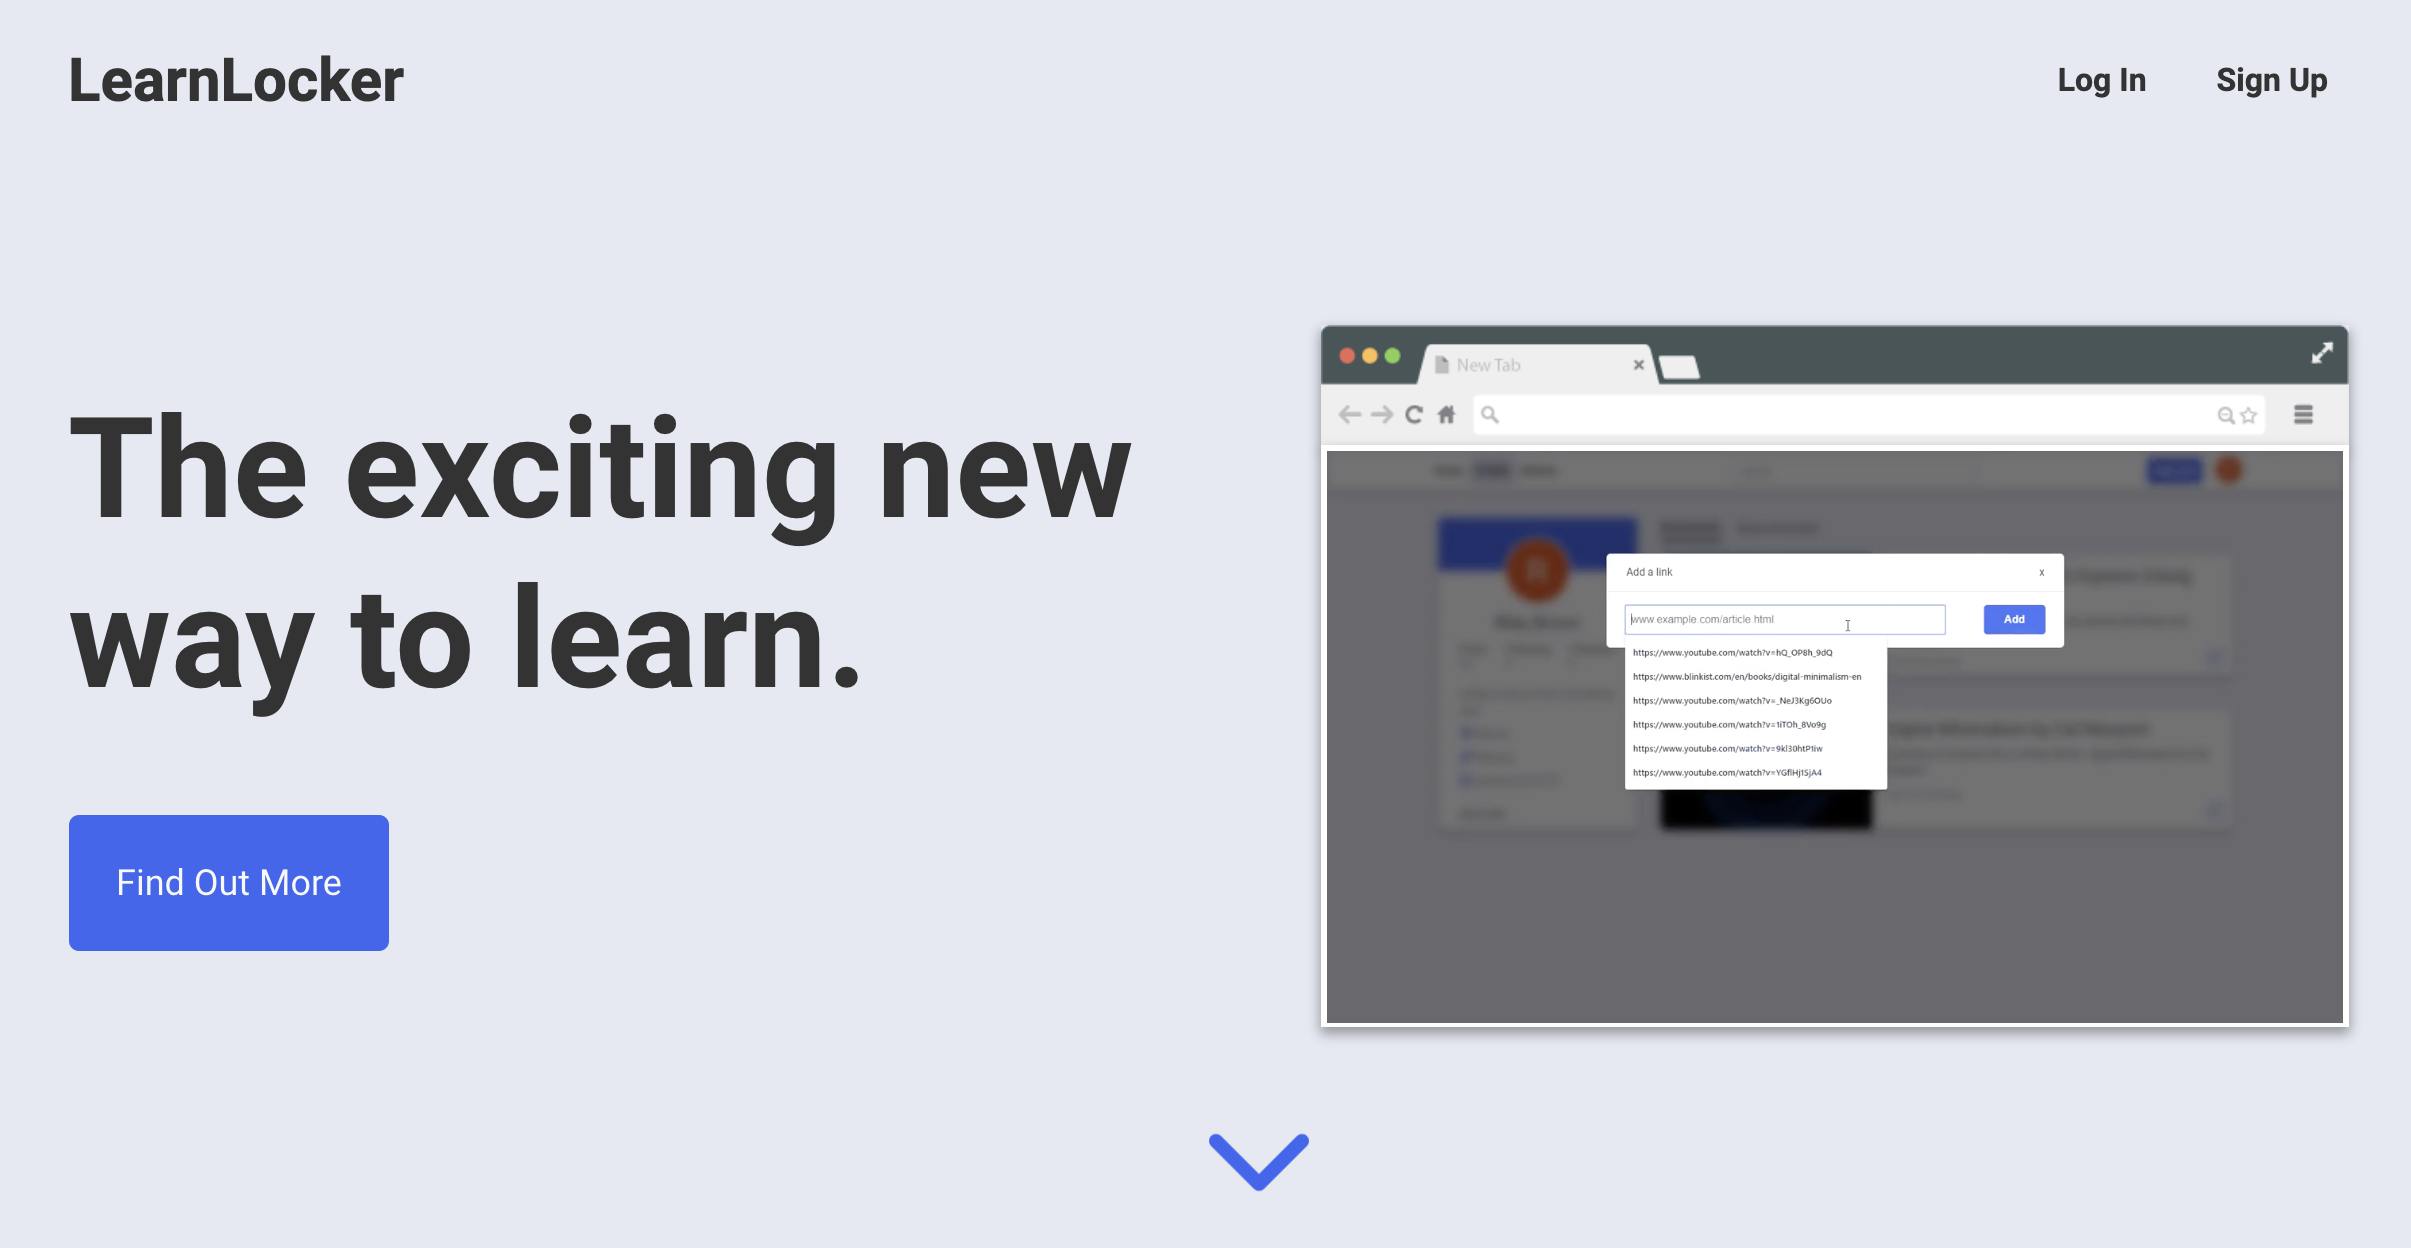 LearnLocker
Log In
Sign Up
The exciting new
way to learn.
Find Out More
New Tab
Add a link
x
www.example.com/article.html
Add
https://www.youtube.com/watch?v=hQ_OP8h_9dQ
https://www.blinkist.com/en/books/digital-minimalism-en
https://www.youtube.com/watch?v=_NeJ3Kg6OUo
https://www.youtube.com/watch?v=1iTOh_8Vo9g
https://www.youtube.com/watch?v=9kl30htP1iw
https://www.youtube.com/watch?v=YGflHj1SjA4
R